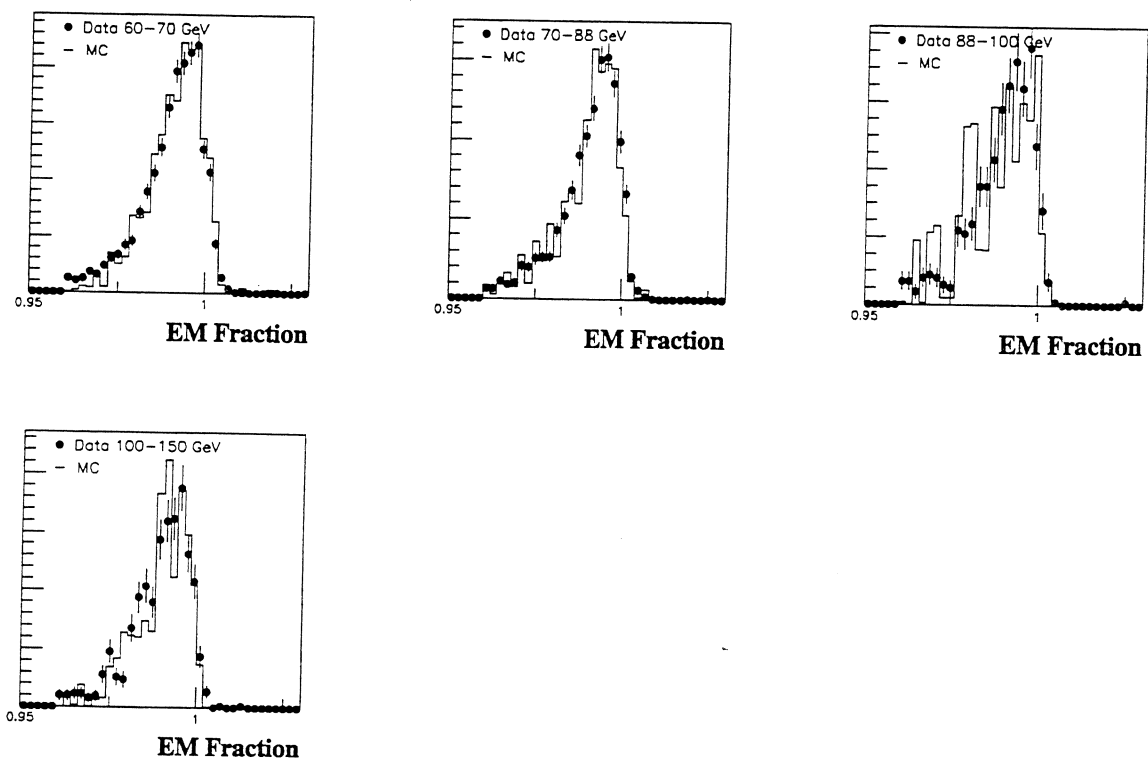 Data 60-70 GeV
MC
0.95
1
EM Fraction
Data 70-88 GeV
MC
0.95
1
EM Fraction
Data 88-100 GeV
MC
0.95
1
EM Fraction
Data 100-150 GeV
MC
0.95
1
EM Fraction